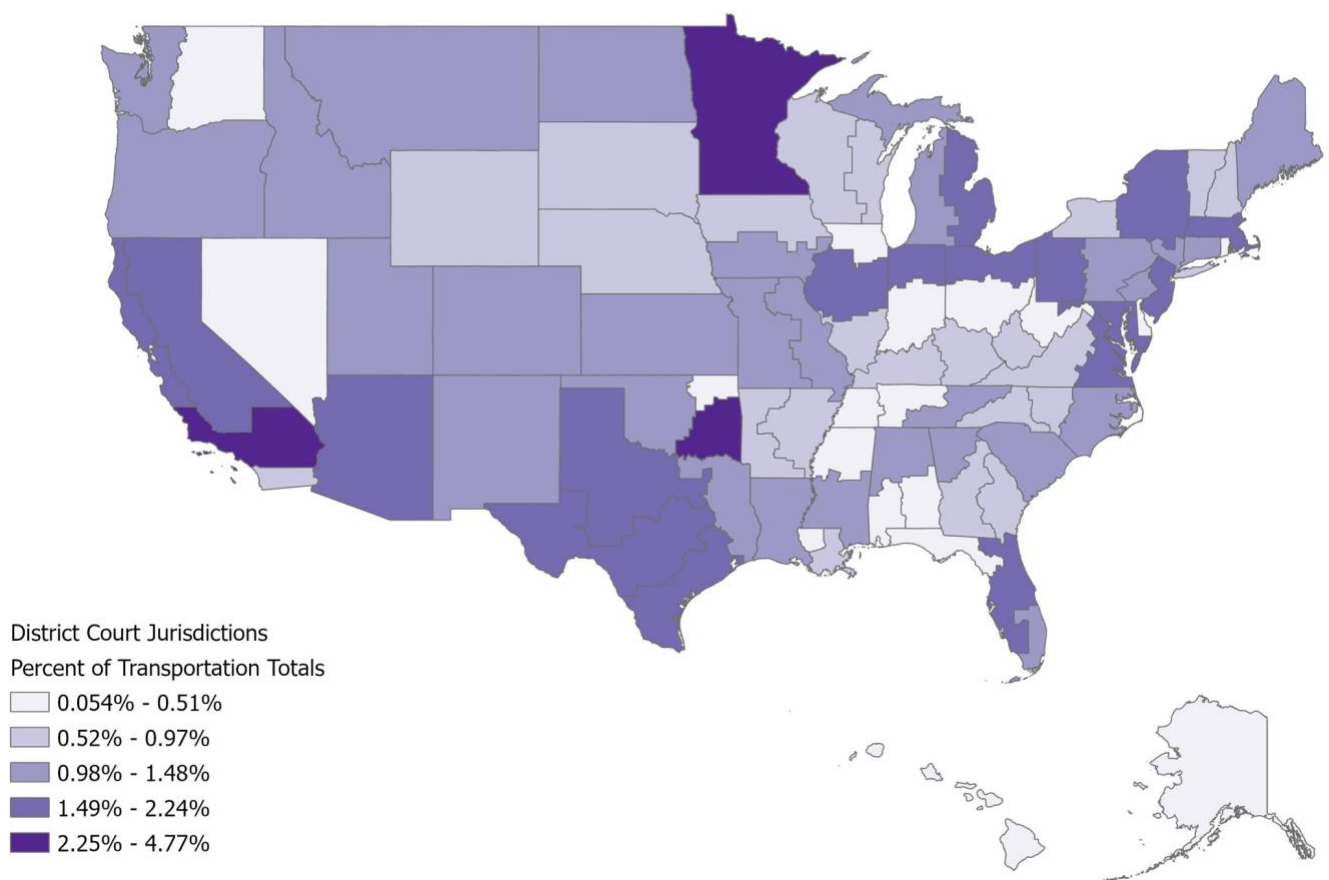 District Court Jurisdictions
Percent of Transportation Totals
0.054% - 0.51%
0.52% - 0.97%
0.98% - 1.48%
1.49% - 2.24%
2.25% - 4.77%